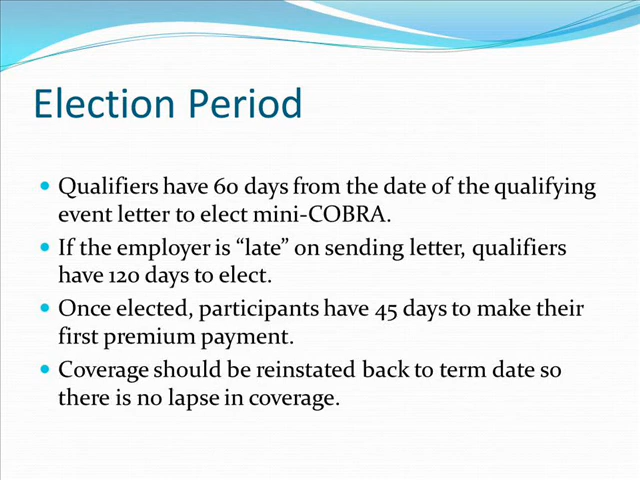 Election Period
• Qualifiers have 60 days from the date of the qualifying
event letter to elect mini-COBRA.
• If the employer is “late” on sending letter, qualifiers
have 120 days to elect.
• Once elected, participants have 45 days to make their
first premium payment.
• Coverage should be reinstated back to term date so
there is no lapse in coverage.